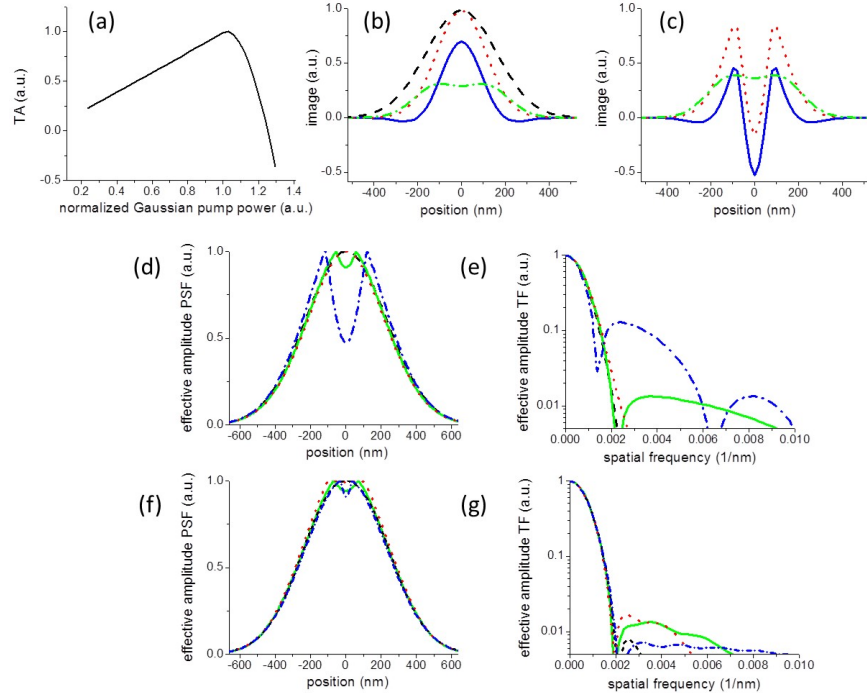 (a)
TA (a.u.)
1.0
0.5
0.0
-0.5
0.2 0.4 0.6 0.8 1.0 1.2 1.4
normalized Gaussian pump power (a.u.)
(b)
image (a.u.)
1.0
0.5
0.0
-0.5
-400 -200 0 200 400
position (nm)
(c)
image (a.u.)
1.0
0.5
0.0
-0.5
-400 -200 0 200 400
position (nm)
(d)
effective amplitude PSF (a.u.)
1.0
0.5
0.0
-600 -400 -200 0 200 400 600
position (nm)
(e)
effective amplitude TF (a.u.)
1
0.1
0.01
0.000 0.002 0.004 0.006 0.008 0.010
spatial frequency (1/nm)
(f)
effective amplitude PSF (a.u.)
1.0
0.5
0.0
-600 -400 -200 0 200 400 600
position (nm)
(g)
effective amplitude TF (a.u.)
1
0.1
0.01
0.000 0.002 0.004 0.006 0.008 0.010
spatial frequency (1/nm)